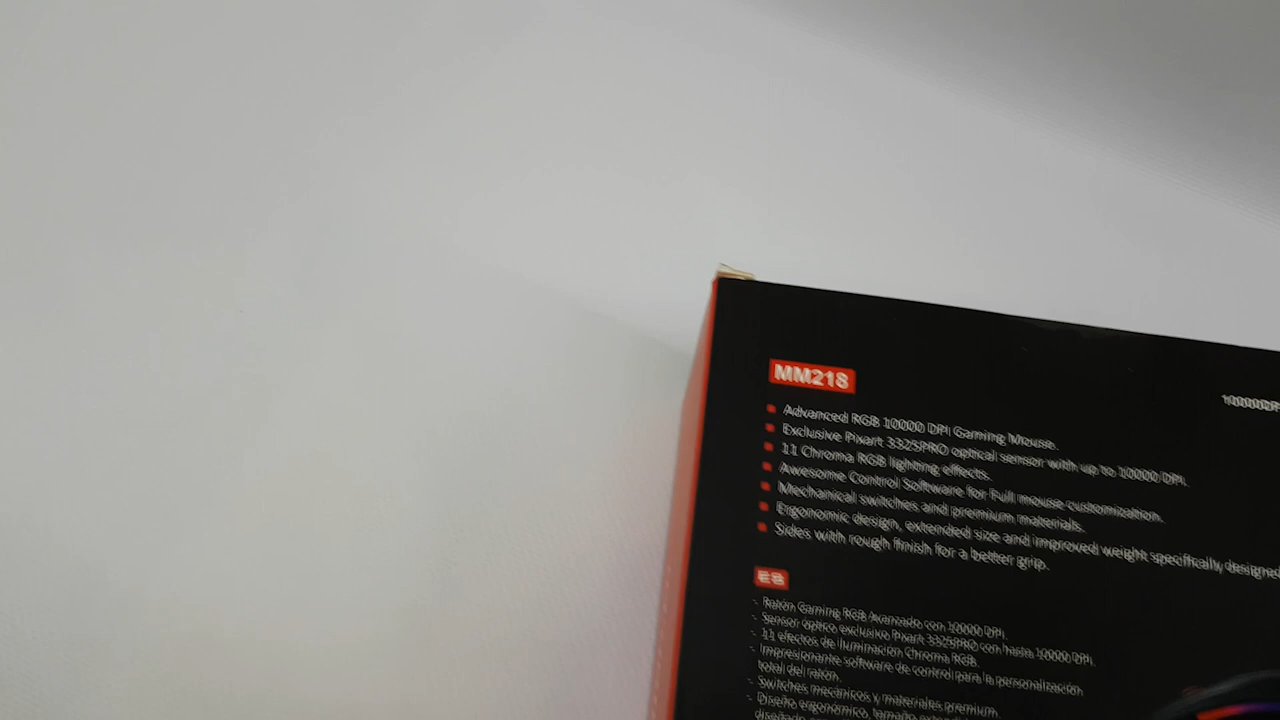 MM218
Advanced RGB 10000 DPI Gaming Mouse.
Exclusive Pixart 3325PRO optical sensor with up to 10000 DPI.
11 Chroma RGB lighting effects.
Awesome Control Software for Full mouse customization.
Mechanical switches and premium materials.
Ergonomic design, extended size and improved weight specifically designed
Sides with rough finish for a better grip.
ES
- Ratón Gaming RGB Avanzado con 10000 DPI.
- Sensor óptico exclusivo Pixart 3325PRO con hasta 10000 DPI.
- 11 efectos de iluminación Chroma RGB.
- Impresionante software de control para la personalización
total del ratón.
- Switches mecánicos y materiales premium.
- Diseño ergonómico, tamaño
diseñado